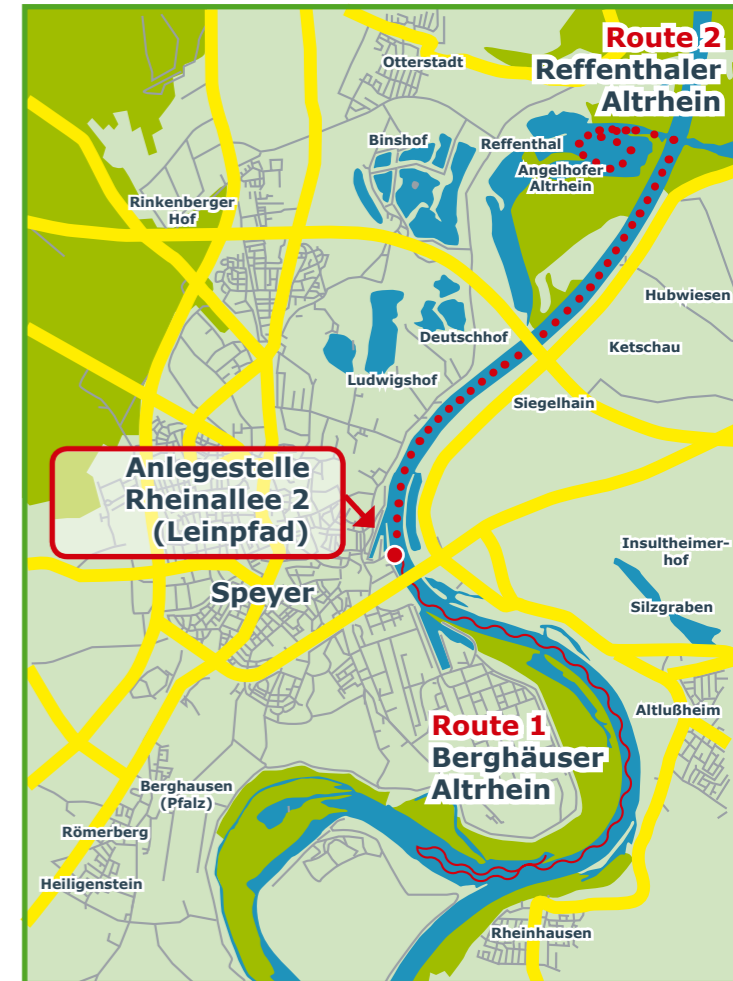 Route 2
Reffenthaler
Altrhein
Otterstadt
Binshof
Reffenthal
Angelhofer
Altrhein
Rinkenberger
Hof
Hubwiesen
Deutschhof
Ketschau
Ludwigshof
Siegelhain
Anlegestelle
Rheinallee 2
(Leinpfad)
Insultheimer-
hof
Speyer
Silzgraben
Altlußheim
Route 1
Berghäuser
Altrhein
Berghausen
(Pfalz)
Römerberg
Heiligenstein
Rheinhausen